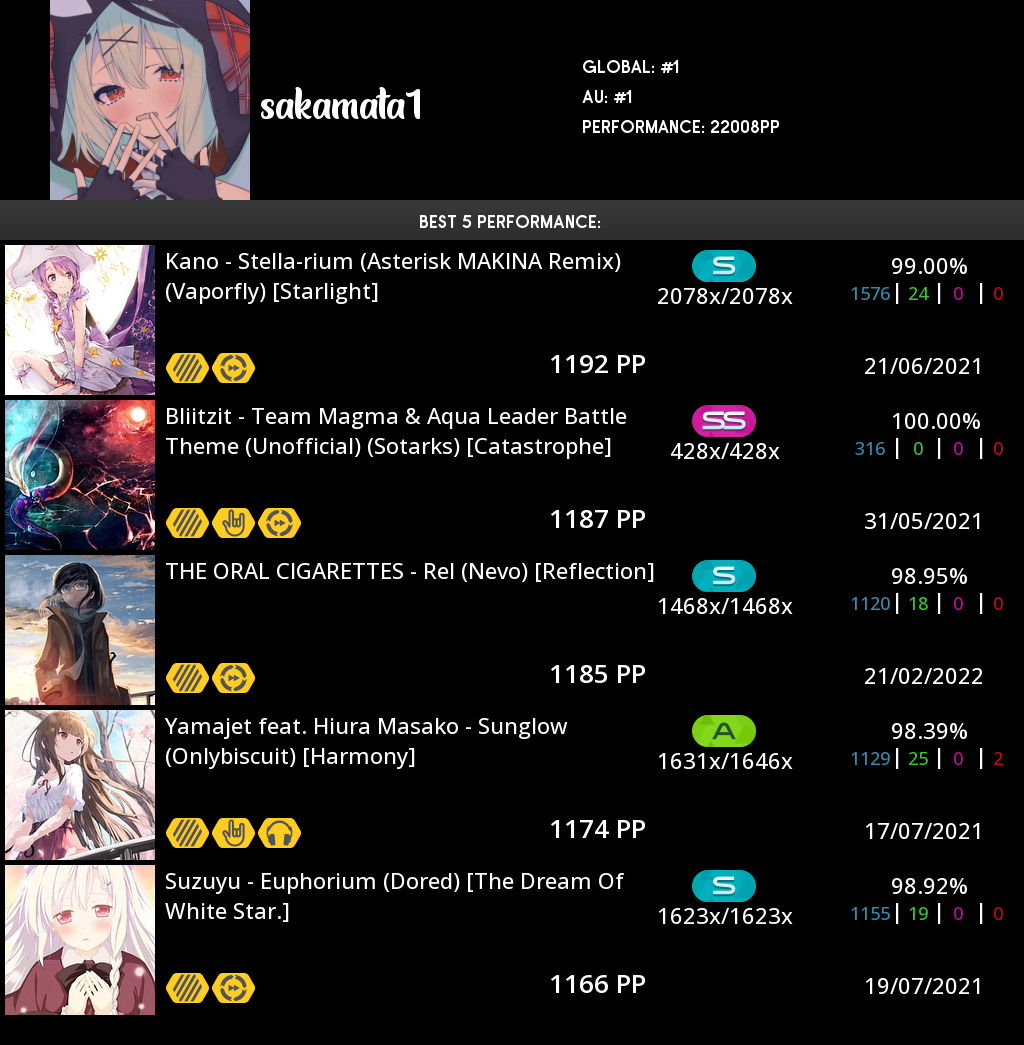 sakamata1
GLOBAL: #1
AU: #1
PERFORMANCE: 22008PP
BEST 5 PERFORMANCE:
Kano - Stella-rium (Asterisk MAKINA Remix)
(Vaporfly) [Starlight]
S
2078x/2078x
99.00%
1576 | 24 | 0 | 0
1192 PP
21/06/2021
Bliitzit - Team Magma & Aqua Leader Battle
Theme (Unofficial) (Sotarks) [Catastrophe]
SS
428x/428x
100.00%
316 | 0 | 0 | 0
1187 PP
31/05/2021
THE ORAL CIGARETTES - Rel (Nevo) [Reflection]
S
1468x/1468x
98.95%
1120 | 18 | 0 | 0
1185 PP
21/02/2022
Yamajet feat. Hiura Masako - Sunglow
(Onlybiscuit) [Harmony]
A
1631x/1646x
98.39%
1129 | 25 | 0 | 2
1174 PP
17/07/2021
Suzuyu - Euphorium (Dored) [The Dream Of
White Star.]
S
1623x/1623x
98.92%
1155 | 19 | 0 | 0
1166 PP
19/07/2021